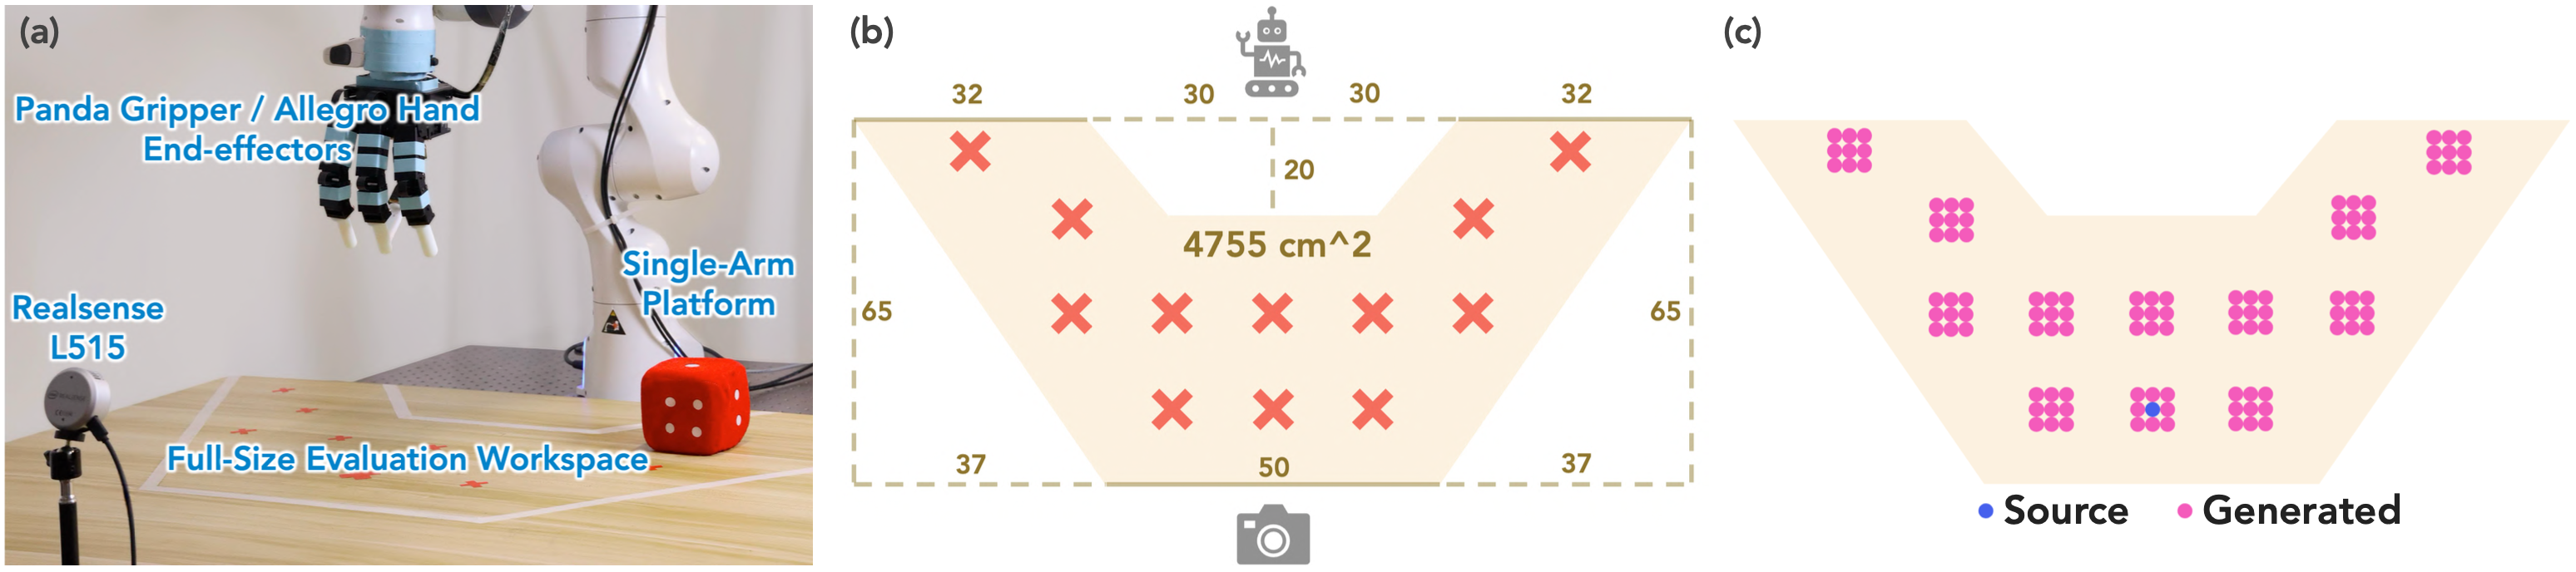 (a)
Panda Gripper / Allegro Hand
End-effectors
Single-Arm
Platform
Realsense
L515
Full-Size Evaluation Workspace
(b)
32 30 30 32
20
4755 cm^2
65 65
37 50 37
(c)
Source Generated